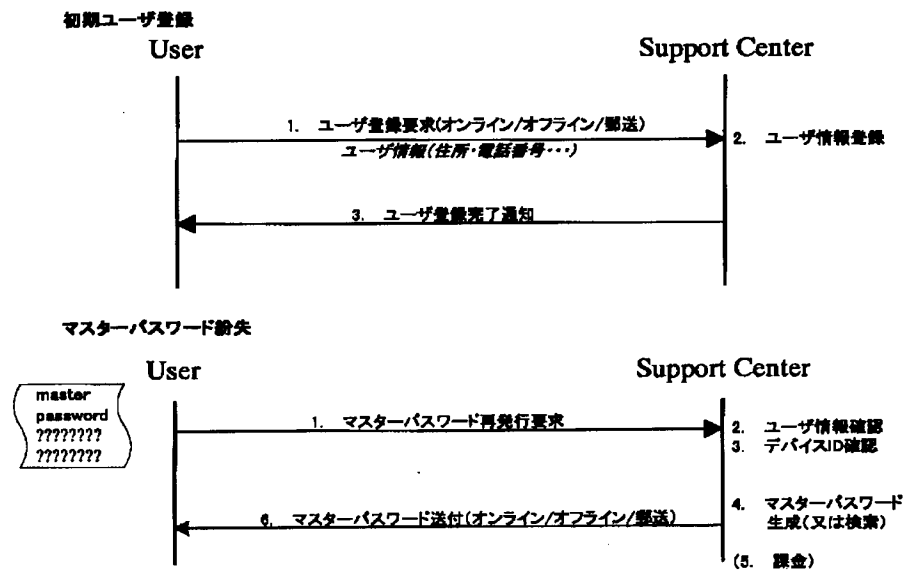 初期ユーザ登録
User
Support Center
1. ユーザ登録要求(オンライン/オフライン/郵送)
ユーザ情報(住所・電話番号・・・)
2. ユーザ情報登録
3. ユーザ登録完了通知
マスターパスワード紛失
User
Support Center
master
password
????????
????????
1. マスターパスワード再発行要求
2. ユーザ情報確認
3. デバイスID確認
4. マスターパスワード
生成(又は検索)
6. マスターパスワード送付(オンライン/オフライン/郵送)
(5. 課金)